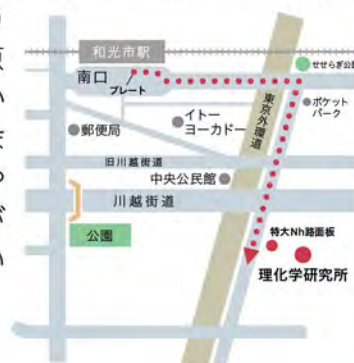 和光市駅
せせらぎ公園
南口
プレート
ポケット
パーク
郵便局
イトー
ヨーカドー
東京外環道
旧川越街道
中央公民館
川越街道
公園
特大Nh路面板
理化学研究所